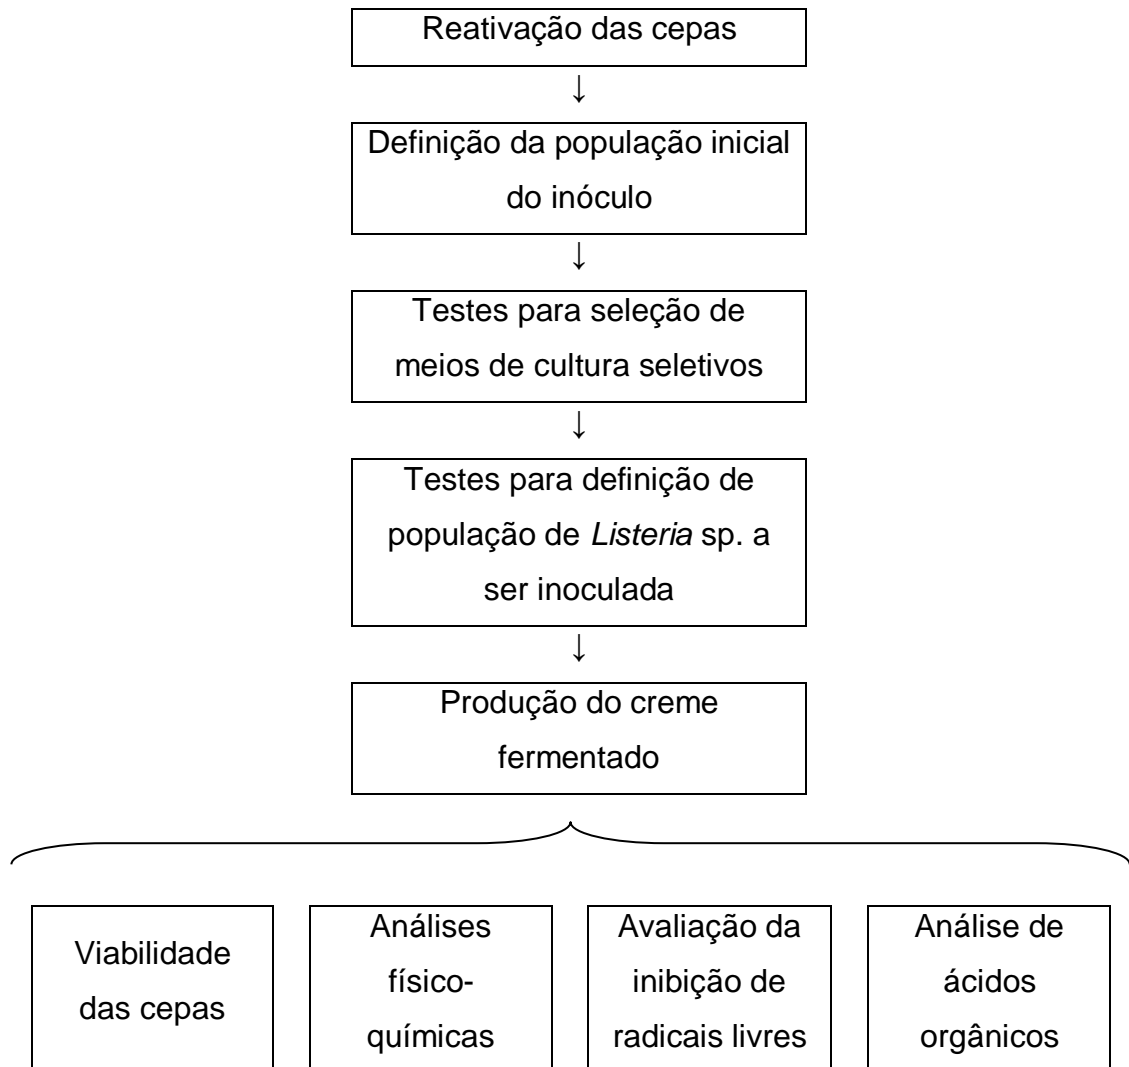 Reativação das cepas
↓
Definição da população inicial
do inóculo
↓
Testes para seleção de
meios de cultura seletivos
↓
Testes para definição de
população de Listeria sp. a
ser inoculada
↓
Produção do creme
fermentado
Viabilidade
das cepas
Análises
físico-
químicas
Avaliação da
inibição de
radicais livres
Análise de
ácidos
orgânicos